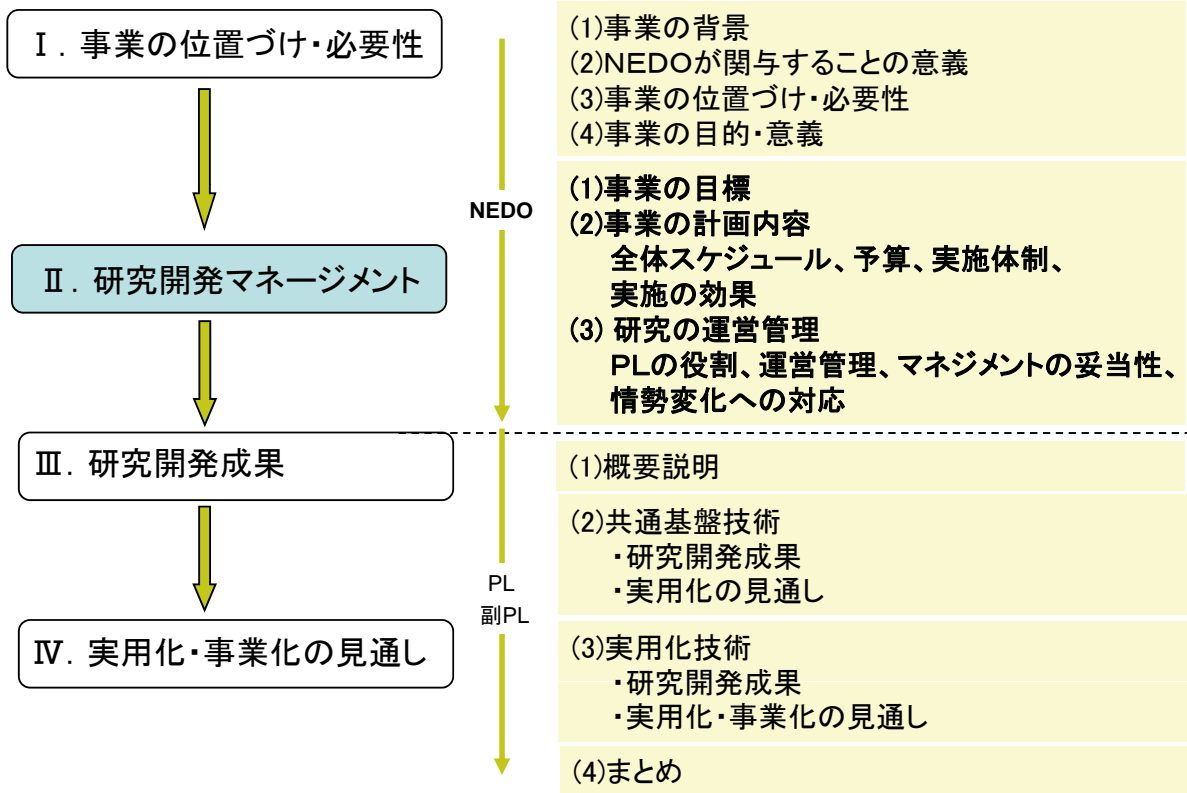 Ⅰ．事業の位置づけ・必要性
(1)事業の背景
(2)ＮＥＤＯが関与することの意義
(3)事業の位置づけ・必要性
(4)事業の目的・意義
NEDO
Ⅱ．研究開発マネージメント
(1)事業の目標
(2)事業の計画内容
全体スケジュール、予算、実施体制、
実施の効果
(3) 研究の運営管理
ＰＬの役割、運営管理、マネジメントの妥当性、
情勢変化への対応
Ⅲ．研究開発成果
(1)概要説明
(2)共通基盤技術
・研究開発成果
・実用化の見通し
PL
副PL
Ⅳ．実用化・事業化の見通し
(3)実用化技術
・研究開発成果
・実用化・事業化の見通し
(4)まとめ